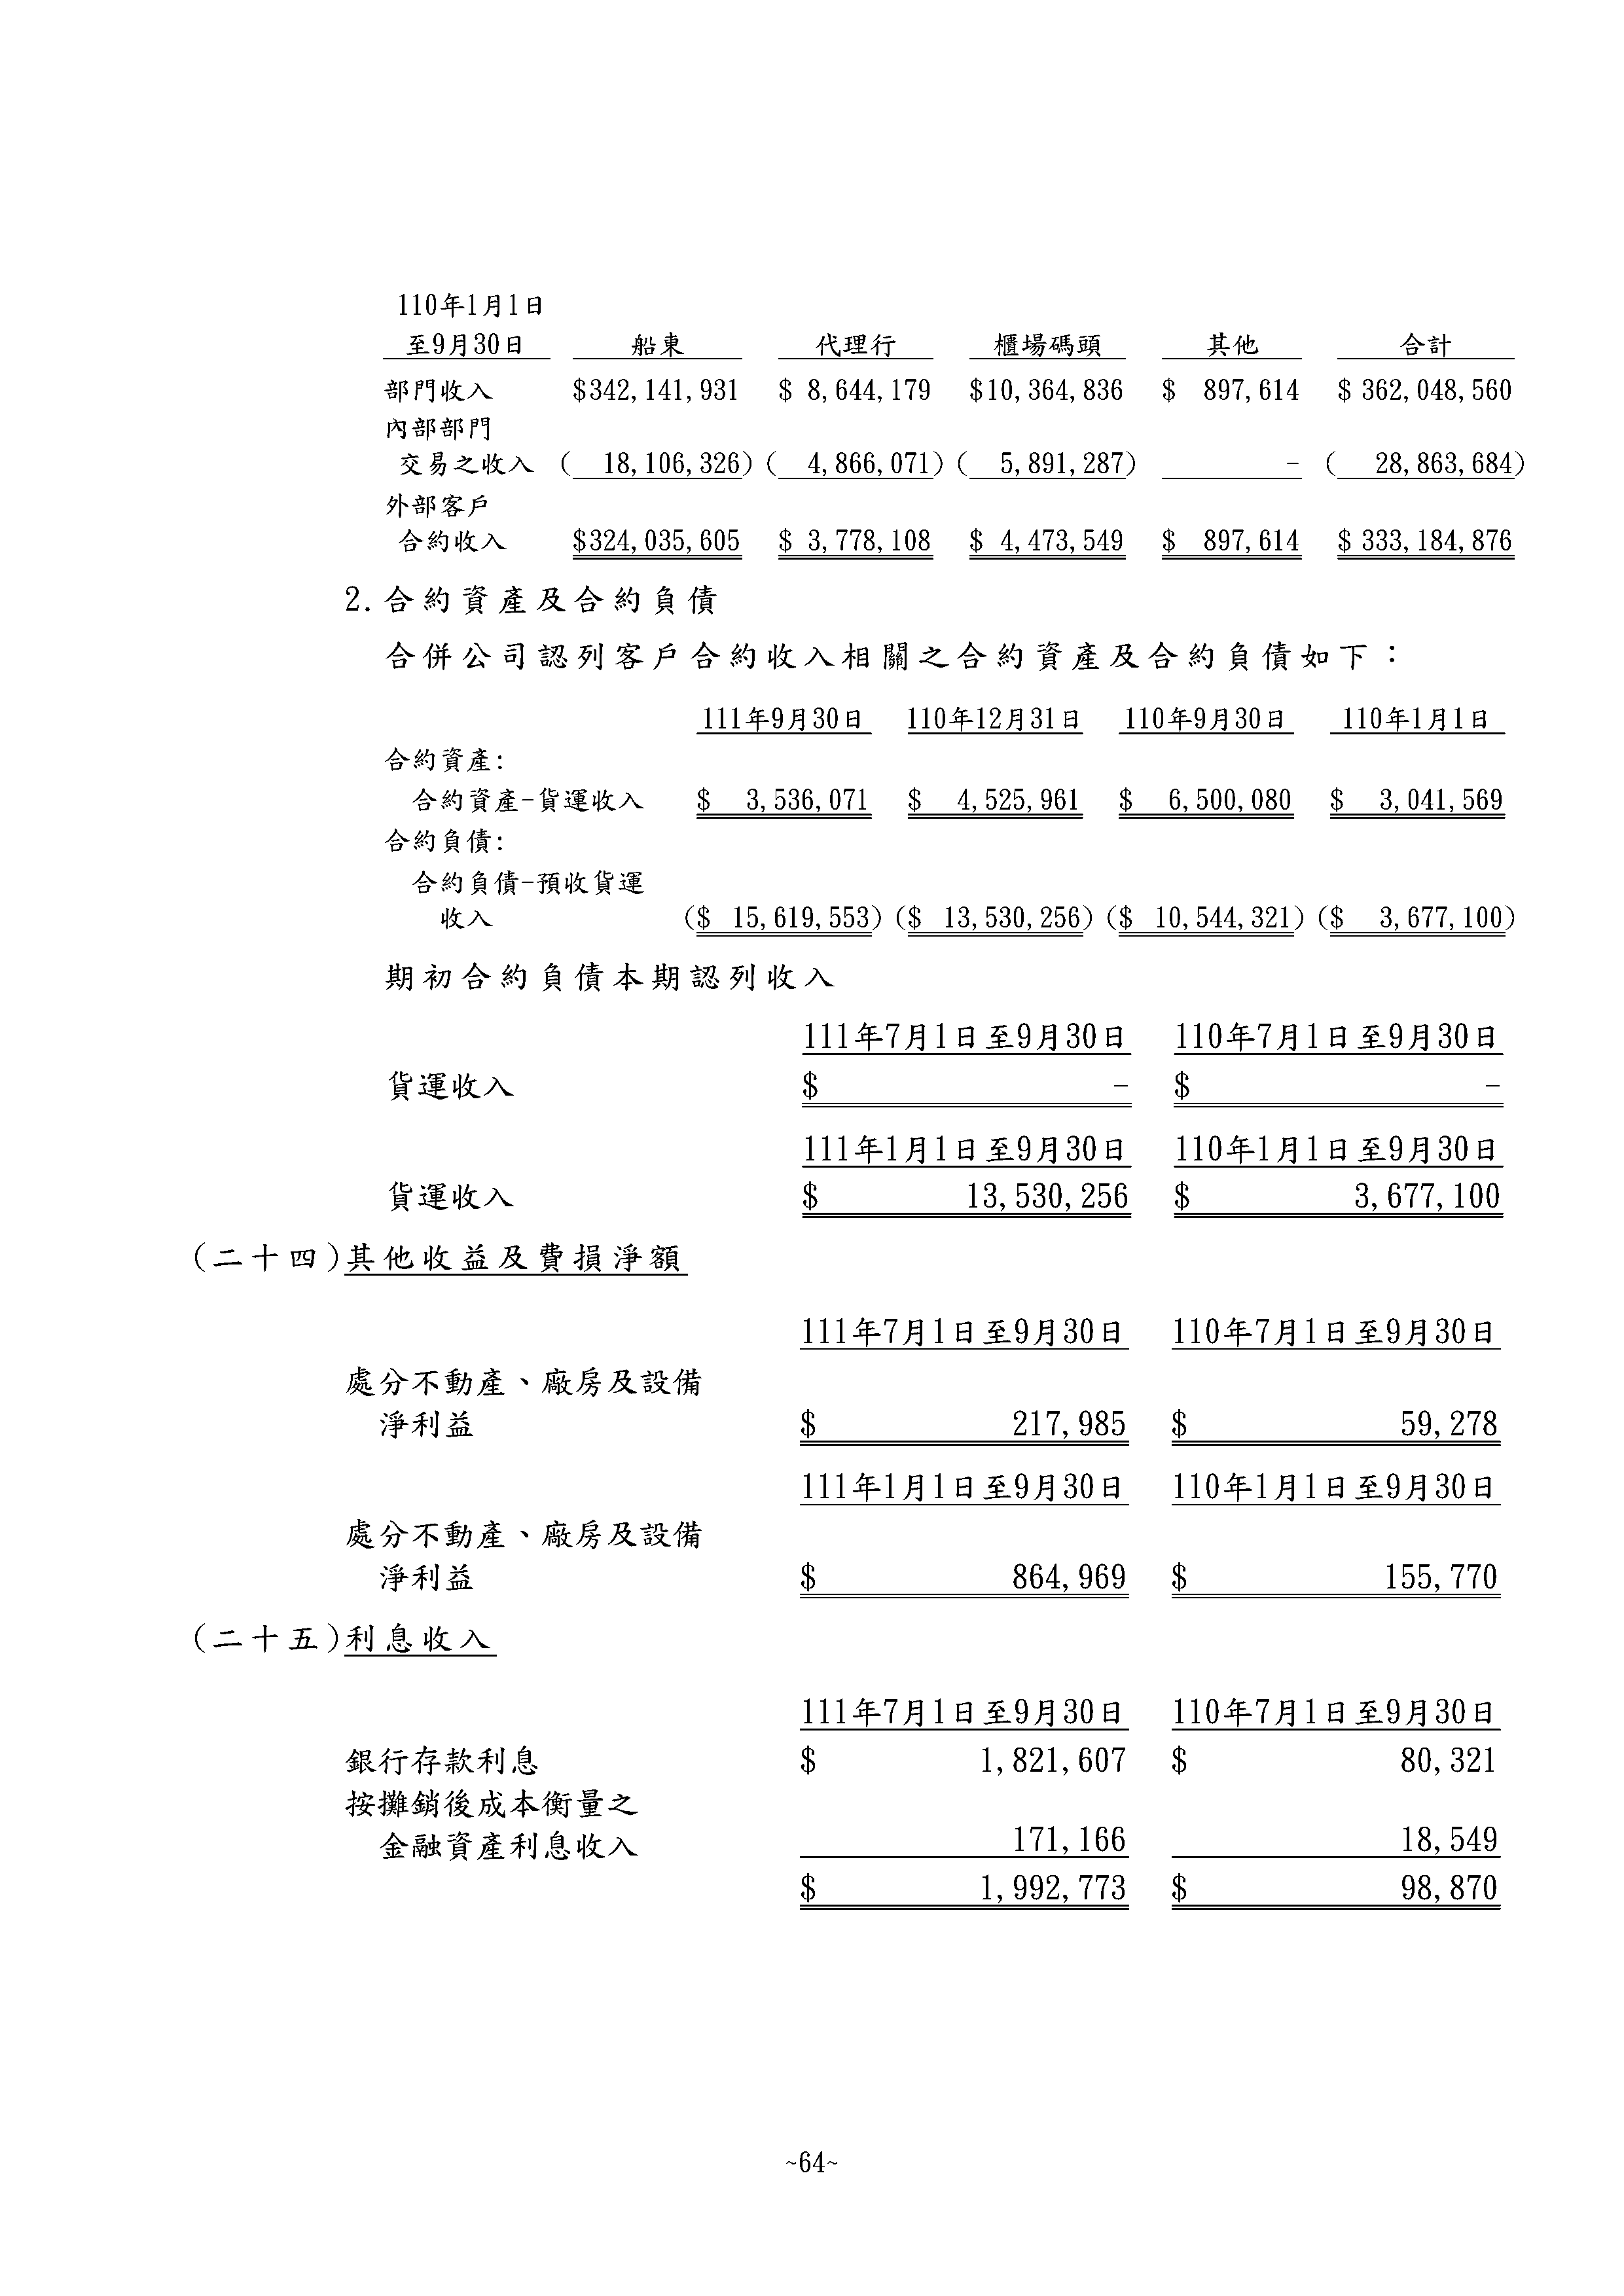 110年1月1日
至9月30日 船東 代理行 櫃場碼頭 其他 合計
部門收入 $342,141,931 $ 8,644,179 $10,364,836 $ 897,614 $ 362,048,560
內部部門
交易之收入 ( 18,106,326) ( 4,866,071) ( 5,891,287) - ( 28,863,684)
外部客戶
合約收入 $324,035,605 $ 3,778,108 $ 4,473,549 $ 897,614 $ 333,184,876
2.合約資產及合約負債
合併公司認列客戶合約收入相關之合約資產及合約負債如下：
111年9月30日 110年12月31日 110年9月30日 110年1月1日
合約資產:
合約資產-貨運收入 $ 3,536,071 $ 4,525,961 $ 6,500,080 $ 3,041,569
合約負債:
合約負債-預收貨運
收入 ($ 15,619,553) ($ 13,530,256) ($ 10,544,321) ($ 3,677,100)
期初合約負債本期認列收入
111年7月1日至9月30日 110年7月1日至9月30日
貨運收入 $ - $ -
111年1月1日至9月30日 110年1月1日至9月30日
貨運收入 $ 13,530,256 $ 3,677,100
(二十四)其他收益及費損淨額
111年7月1日至9月30日 110年7月1日至9月30日
處分不動產、廠房及設備
淨利益 $ 217,985 $ 59,278
111年1月1日至9月30日 110年1月1日至9月30日
處分不動產、廠房及設備
淨利益 $ 864,969 $ 155,770
(二十五)利息收入
111年7月1日至9月30日 110年7月1日至9月30日
銀行存款利息 $ 1,821,607 $ 80,321
按攤銷後成本衡量之
金融資產利息收入 171,166 18,549
$ 1,992,773 $ 98,870
~64~